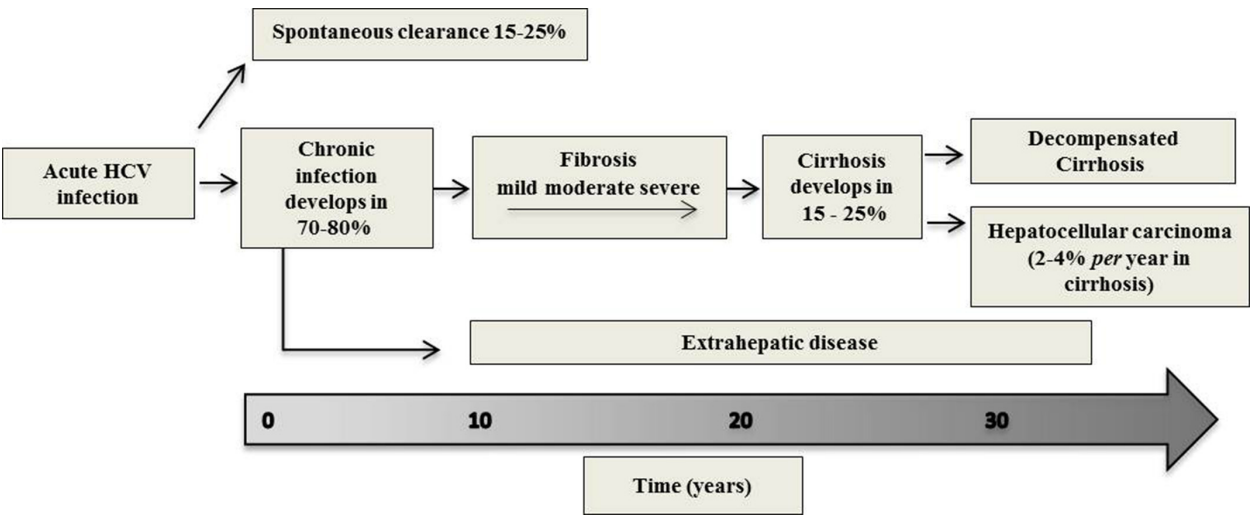 Spontaneous clearance 15-25%
Acute HCV
infection
Chronic
infection
develops in
70-80%
Fibrosis
mild moderate severe
Cirrhosis
develops in
15 - 25%
Decompensated
Cirrhosis
Hepatocellular carcinoma
(2-4% per year in
cirrhosis)
Extrahepatic disease
0 10 20 30
Time (years)